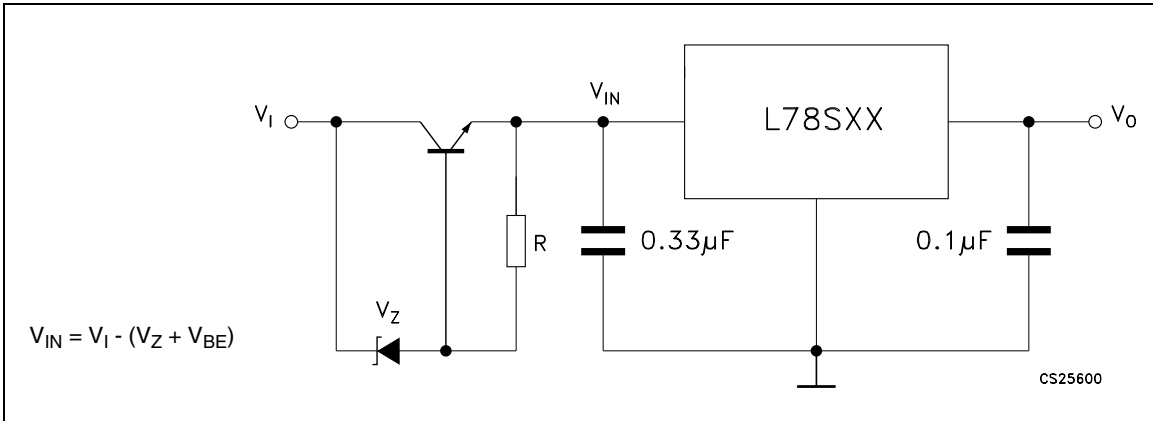 V_IN
V_I
L78SXX
V_O
R
0.33µF
0.1µF
V_Z
V_IN = V_I - (V_Z + V_BE)
CS25600